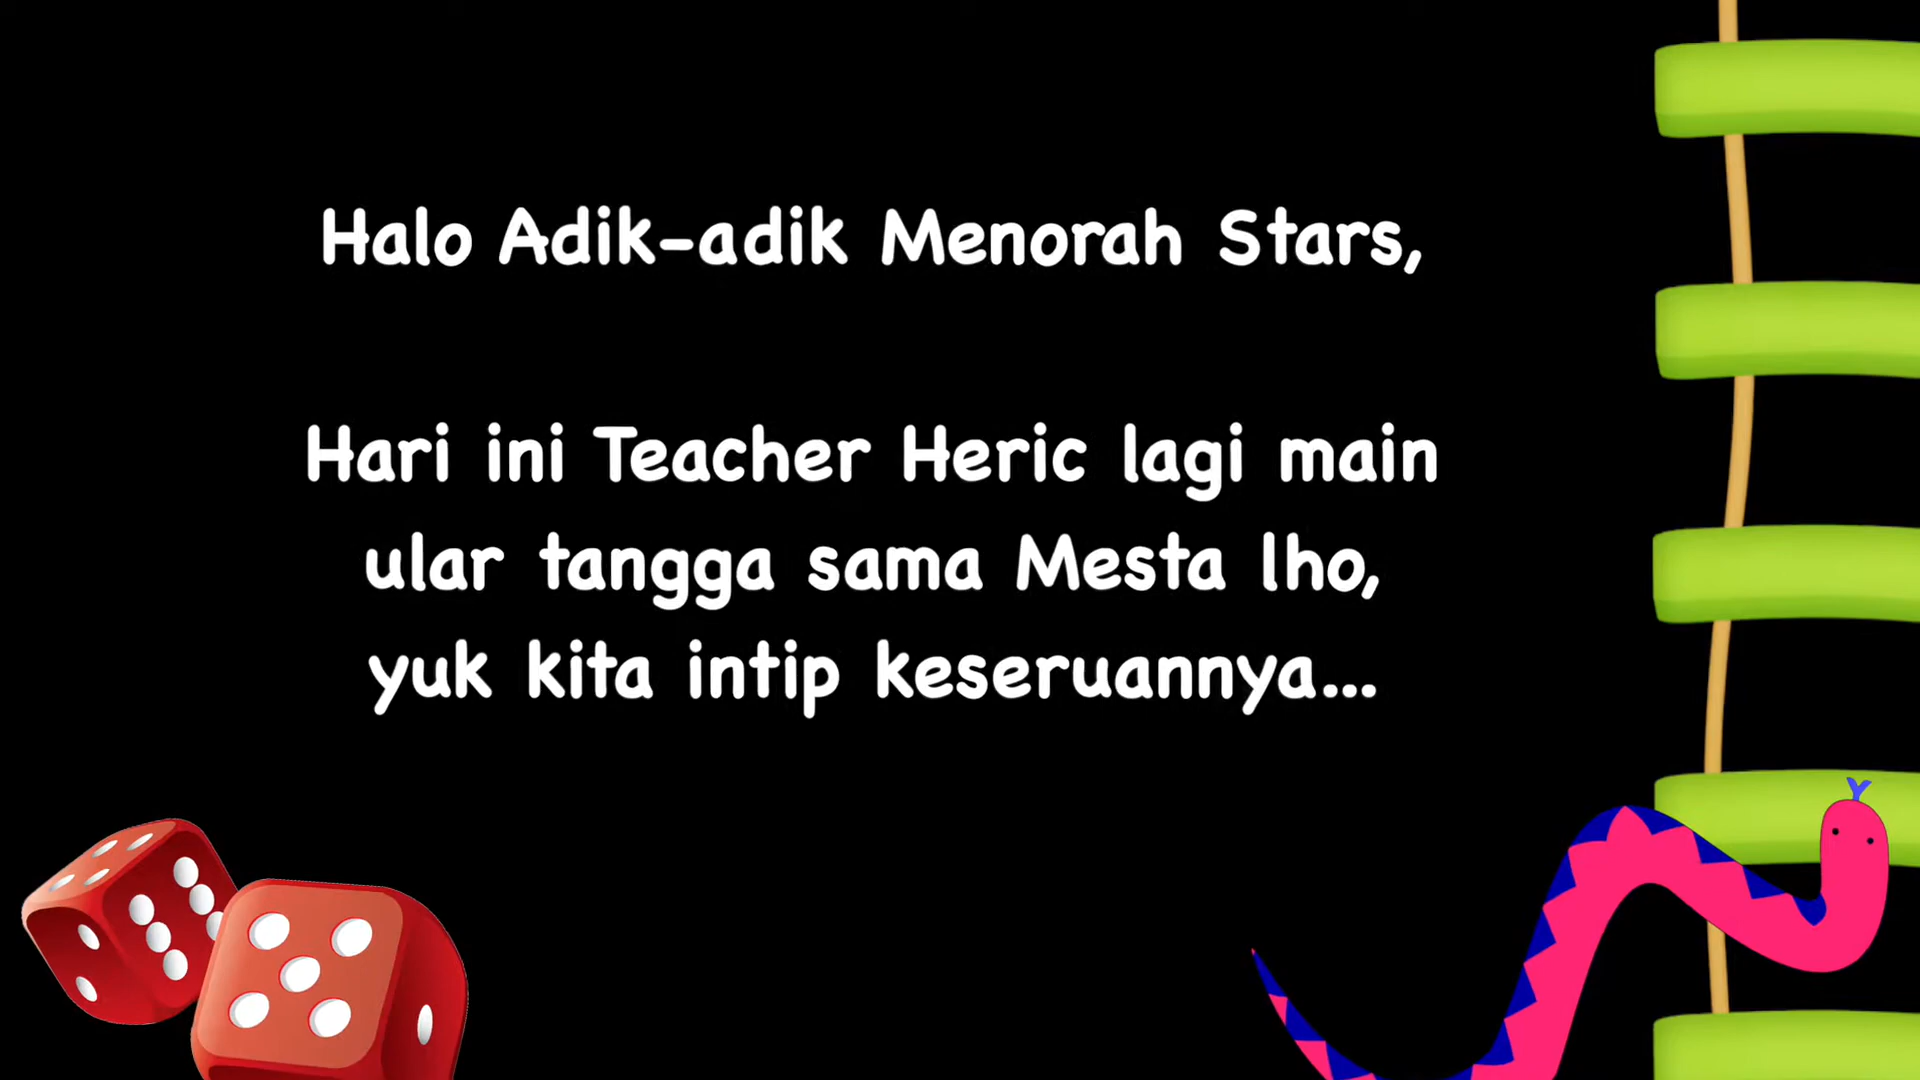 Halo Adik-adik Menorah Stars,
Hari ini Teacher Heric lagi main
ular tangga sama Mesta lho,
yuk kita intip keseruannya...